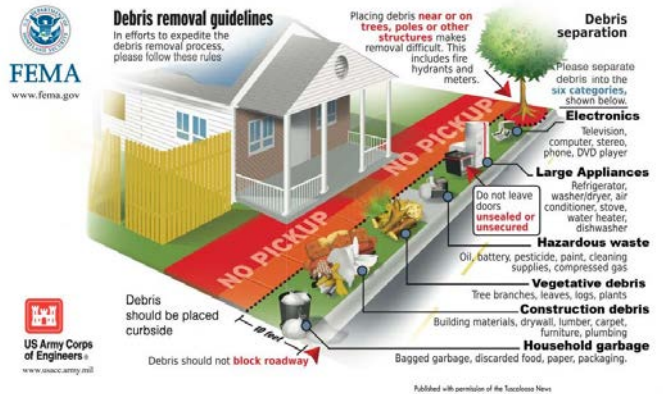 U.S. DEPARTMENT OF
HOMELAND SECURITY
FEMA
www.fema.gov
Debris removal guidelines
In efforts to expedite the
debris removal process,
please follow these rules
Placing debris near or on
trees, poles or other
structures makes
removal difficult. This
includes fire
hydrants and
meters.
Debris
separation
Please separate
debris into the
six categories,
shown below.
Electronics
Television,
computer, stereo,
phone, DVD player
Large Appliances
Refrigerator,
washer/dryer, air
conditioner, stove,
water heater,
dishwasher
Do not leave
doors
unsealed or
unsecured
Hazardous waste
Oil, battery, pesticide, paint, cleaning
supplies, compressed gas
Vegetative debris
Tree branches, leaves, logs, plants
Construction debris
Building materials, drywall, lumber, carpet,
furniture, plumbing
Household garbage
Bagged garbage, discarded food, paper, packaging.
NO PICKUP
NO PICKUP
Debris
should be placed
curbside
10 feet
Debris should not block roadway
US Army Corps
of Engineers®
www.usace.army.mil
Published with permission of the Tuscaloosa News